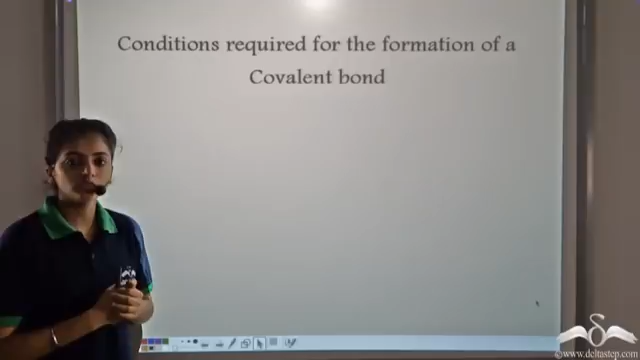 Conditions required for the formation of a
Covalent bond
©www.deltastep.com